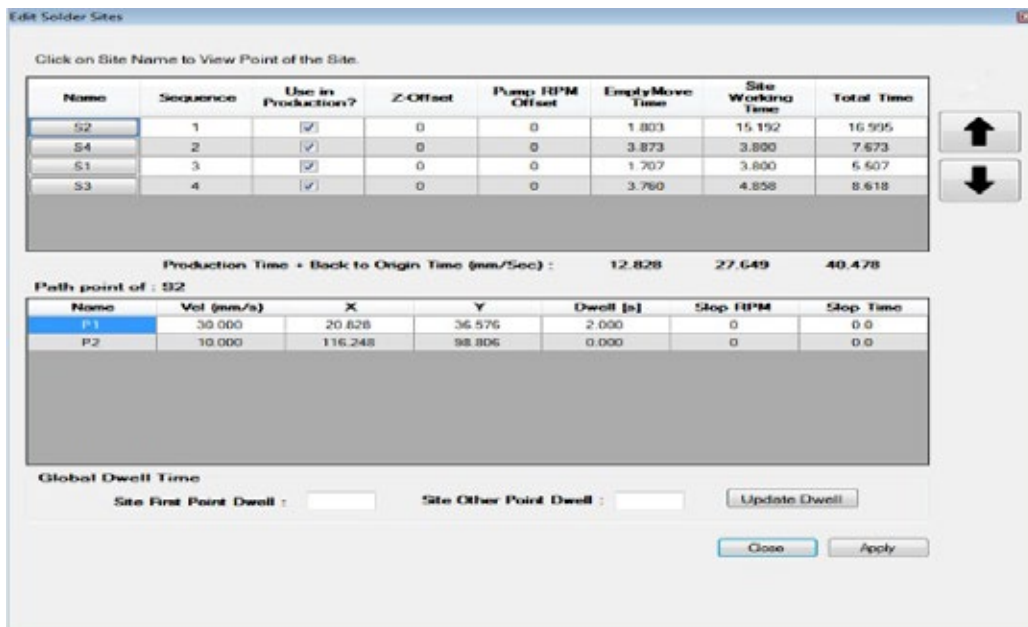 Edit Solder Sites
Click on Site Name to View Point of the Site.
Name Sequence Use in Production? Z-Offset Pump RPM Offset EmptyMove Time Site Working Time Total Time
S2 1 0 0 1.803 15.192 16.995
S4 2 0 0 3.873 3.800 7.673
S1 3 0 0 1.707 3.800 5.507
S3 4 0 0 3.760 4.858 8.618
Production Time + Back to Origin Time (mm/Sec) : 12.828 27.649 40.478
Path point of : S2
Name Vel (mm/s) X Y Dwell [s] Slop RPM Slop Time
P1 30.000 20.828 36.576 2.000 0 0.0
P2 10.000 116.248 98.806 0.000 0 0.0
Global Dwell Time
Site First Point Dwell : Site Other Point Dwell : Update Dwell
Close Apply